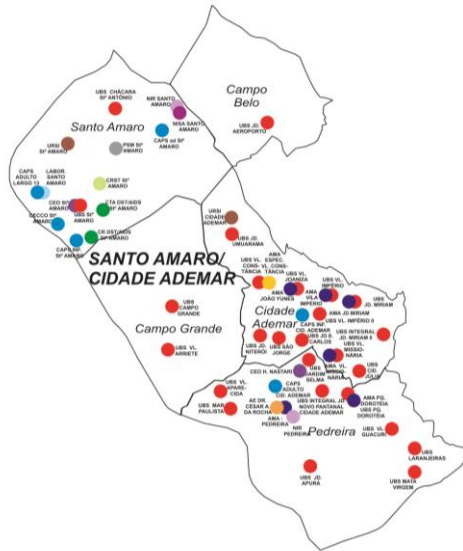 UBS CHÁCARA
Sto ANTÔNIO
NIR SANTO
AMARO
NISA SANTO
AMARO
Santo Amaro
CAPS ad Sto
AMARO
URSI
Sto AMARO
PSM Sto
AMARO
Campo
Belo
UBS JD.
AEROPORTO
CAPS
ADULTO
LARGO 13
LABOR.
SANTO
AMARO
CRST Sto
AMARO
CEO Sto
AMARO
UBS Sto
AMARO
CTA DST/AIDS
Sto AMARO
CECCO Sto
AMARO
CR DST/AIDS
Sto AMARO
CAPS INF.
Sto AMARO
SANTO AMARO/
CIDADE ADEMAR
URSI
CIDADE
ADEMAR
UBS JD.
UMUARAMA
UBS VL.
CONS-
TÂNCIA
AMA
ESPEC.
VL. CONS-
TÂNCIA
UBS VL.
JOANIZA
AMA
JOÃO YUNES
UBS VL.
IMPÉRIO
AMA
VILA
IMPÉRIO
UBS
JD. MIRIAM
AMA JD.MIRIAM
UBS VL. IMPÉRIO II
Cidade
Ademar
CAPS INF.
CID. ADEMAR
UBS JD.S.
CARLOS
UBS INTEGRAL
JD. MIRIAM II
UBS
CAMPO
GRANDE
Campo Grande
UBS VL.
ARRIETE
UBS JD.
NITERÓI
UBS SÃO
JORGE
UBS VL.
MISSIO-
NÁRIA
AMA VL.
MISSIO-
NÁRIA
UBS
CID.
JÚLIA
CEO H. NASTARI
UBS
JARDIM
SELMA
UBS VL.
APARE-
CIDA
CAPS
ADULTO
CID. ADEMAR
UBS MAR
PAULISTA
AE DR.
CESAR A.
DA ROCHA
AMA
PEDREIRA
NIR
PEDREIRA
UBS INTEGRAL JD.
NOVO PANTANAL
CIDADE ADEMAR
AMA PQ.
DOROTÉIA
UBS PQ.
DOROTÉIA
Pedreira
UBS VL.
GUACURI
UBS
LARANJEIRAS
UBS JD.
APURÁ
UBS MATA
VIRGEM